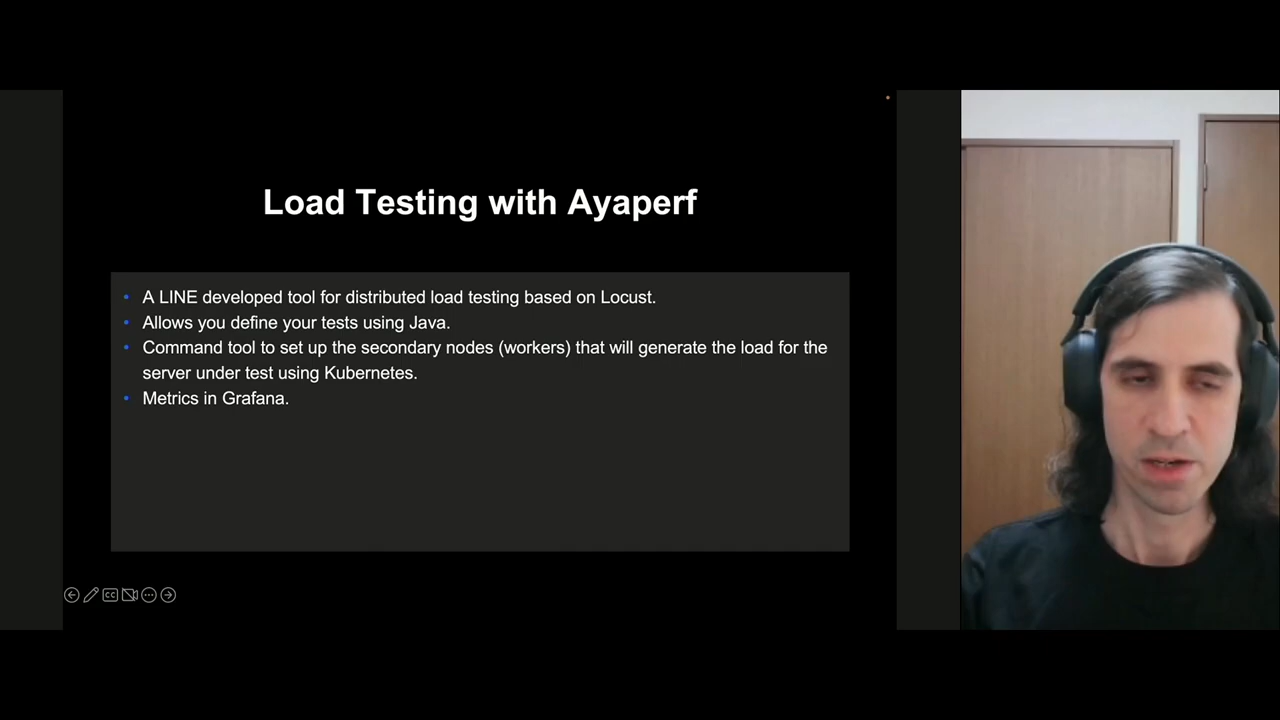 Load Testing with Ayaperf
• A LINE developed tool for distributed load testing based on Locust.
• Allows you define your tests using Java.
• Command tool to set up the secondary nodes (workers) that will generate the load for the
server under test using Kubernetes.
• Metrics in Grafana.
CC